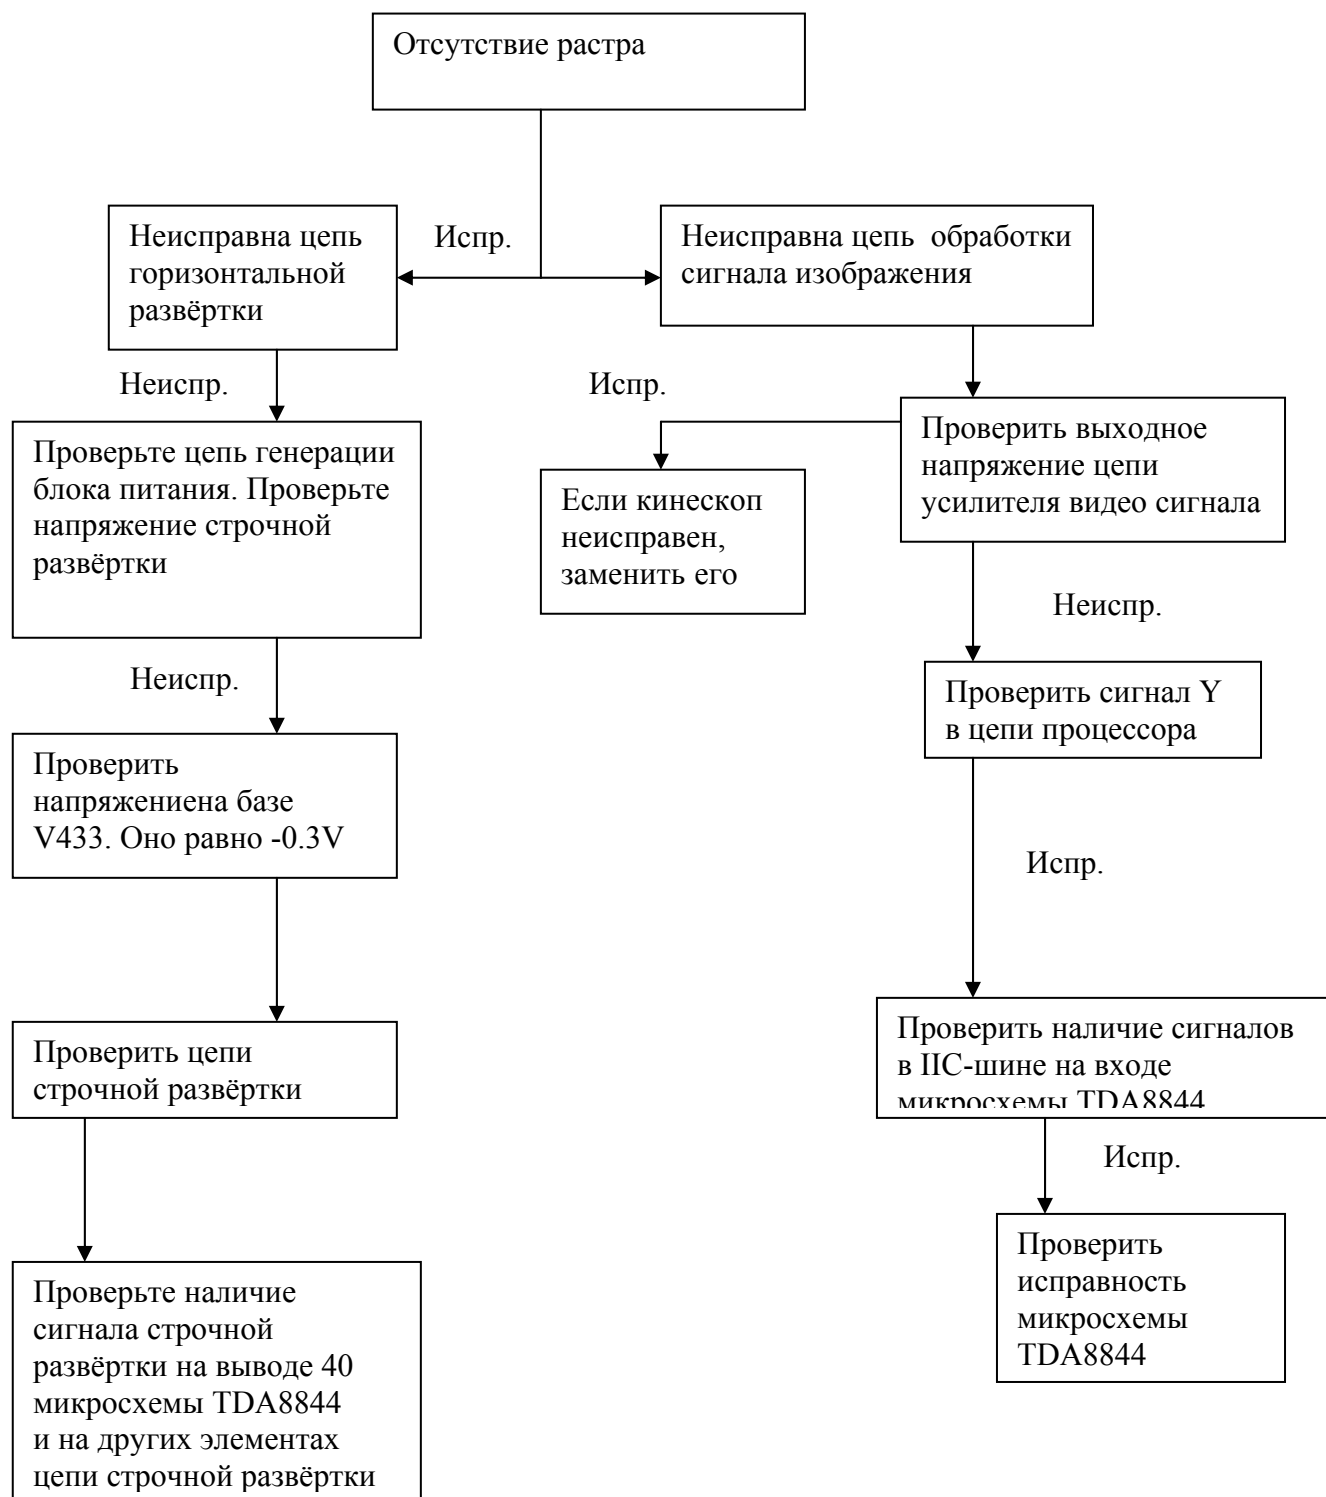 Отсутствие растра
Неисправна цепь
горизонтальной
развёртки
Испр.
Неисправна цепь  обработки
сигнала изображения
Неиспр.
Испр.
Проверьте цепь генерации
блока питания. Проверьте
напряжение строчной
развёртки
Если кинескоп
неисправен,
заменить его
Проверить выходное
напряжение цепи
усилителя видео сигнала
Неиспр.
Неиспр.
Проверить сигнал Y
в цепи процессора
Проверить
напряжениена базе
V433. Оно равно -0.3V
Испр.
Проверить цепи
строчной развёртки
Проверить наличие сигналов
в IIC-шине на входе
микросхемы TDA8844
Испр.
Проверить
исправность
микросхемы
TDA8844
Проверьте наличие
сигнала строчной
развёртки на выводе 40
микросхемы TDA8844
и на других элементах
цепи строчной развёртки